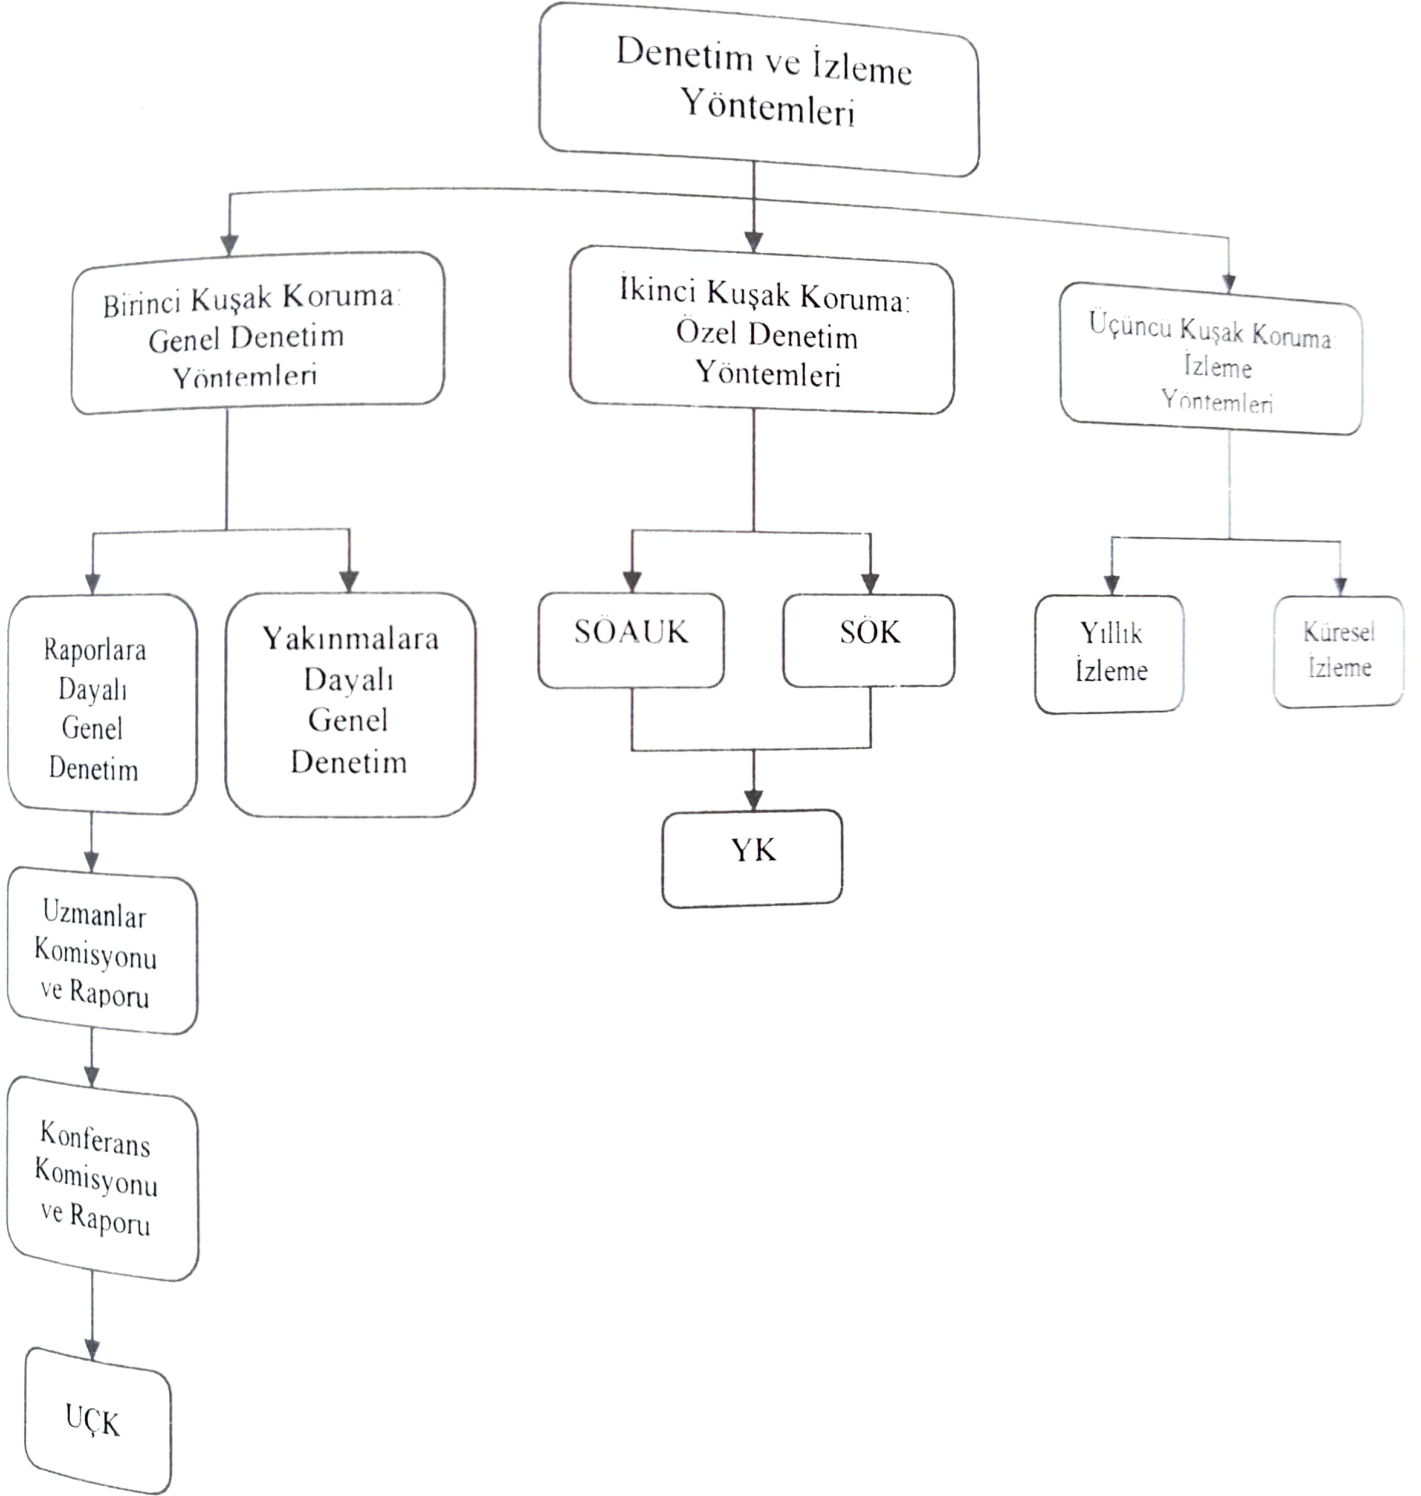 Denetim ve İzleme
Yöntemleri
Birinci Kuşak Koruma:
Genel Denetim
Yöntemleri
İkinci Kuşak Koruma:
Özel Denetim
Yöntemleri
Üçüncü Kuşak Koruma:
İzleme
Yöntemleri
Raporlara
Dayalı
Genel
Denetim
Yakınmalara
Dayalı
Genel
Denetim
SÖAUK
SÖK
Yıllık
İzleme
Küresel
İzleme
YK
Uzmanlar
Komisyonu
ve Raporu
Konferans
Komisyonu
ve Raporu
UÇK